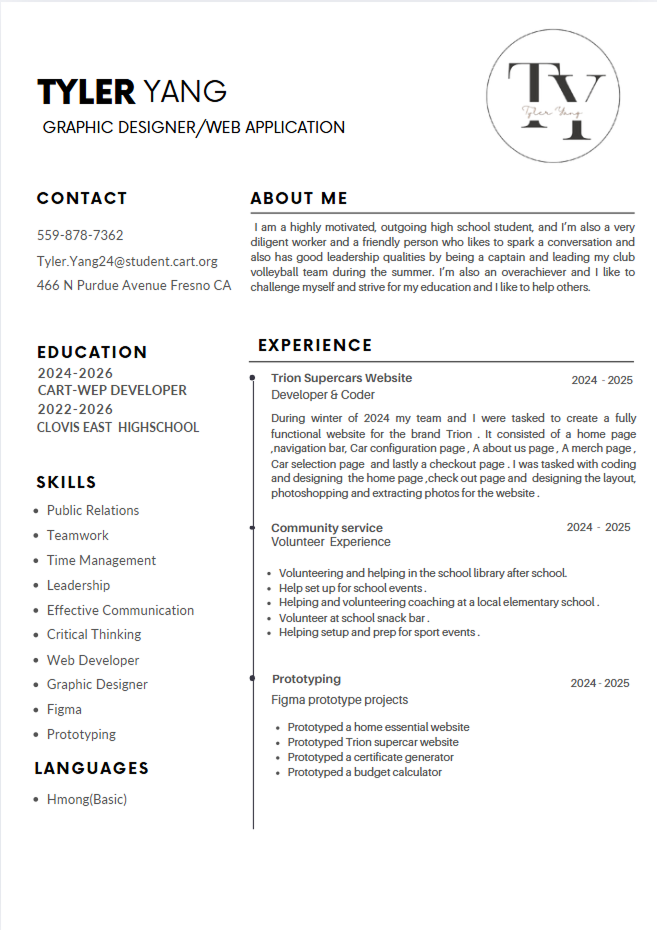 TYLER YANG
GRAPHIC DESIGNER/WEB APPLICATION
TY
Tyler Yang
CONTACT
559-878-7362
Tyler.Yang24@student.cart.org
466 N Purdue Avenue Fresno CA
EDUCATION
2024-2026
CART-WEP DEVELOPER
2022-2026
CLOVIS EAST HIGHSCHOOL
SKILLS
• Public Relations
• Teamwork
• Time Management
• Leadership
• Effective Communication
• Critical Thinking
• Web Developer
• Graphic Designer
• Figma
• Prototyping
LANGUAGES
• Hmong(Basic)
ABOUT ME
I am a highly motivated, outgoing high school student, and I'm also a very
diligent worker and a friendly person who likes to spark a conversation and
also has good leadership qualities by being a captain and leading my club
volleyball team during the summer. I'm also an overachiever and I like to
challenge myself and strive for my education and I like to help others.
EXPERIENCE
Trion Supercars Website 2024 - 2025
Developer & Coder
During winter of 2024 my team and I were tasked to create a fully
functional website for the brand Trion . It consisted of a home page
,navigation bar, Car configuration page , A about us page , A merch page ,
Car selection page and lastly a checkout page . I was tasked with coding
and designing the home page ,check out page and designing the layout,
photoshopping and extracting photos for the website .
Community service 2024 - 2025
Volunteer Experience
• Volunteering and helping in the school library after school.
• Help set up for school events .
• Helping and volunteering coaching at a local elementary school .
• Volunteer at school snack bar .
• Helping setup and prep for sport events .
Prototyping 2024 - 2025
Figma prototype projects
• Prototyped a home essential website
• Prototyped Trion supercar website
• Prototyped a certificate generator
• Prototyped a budget calculator